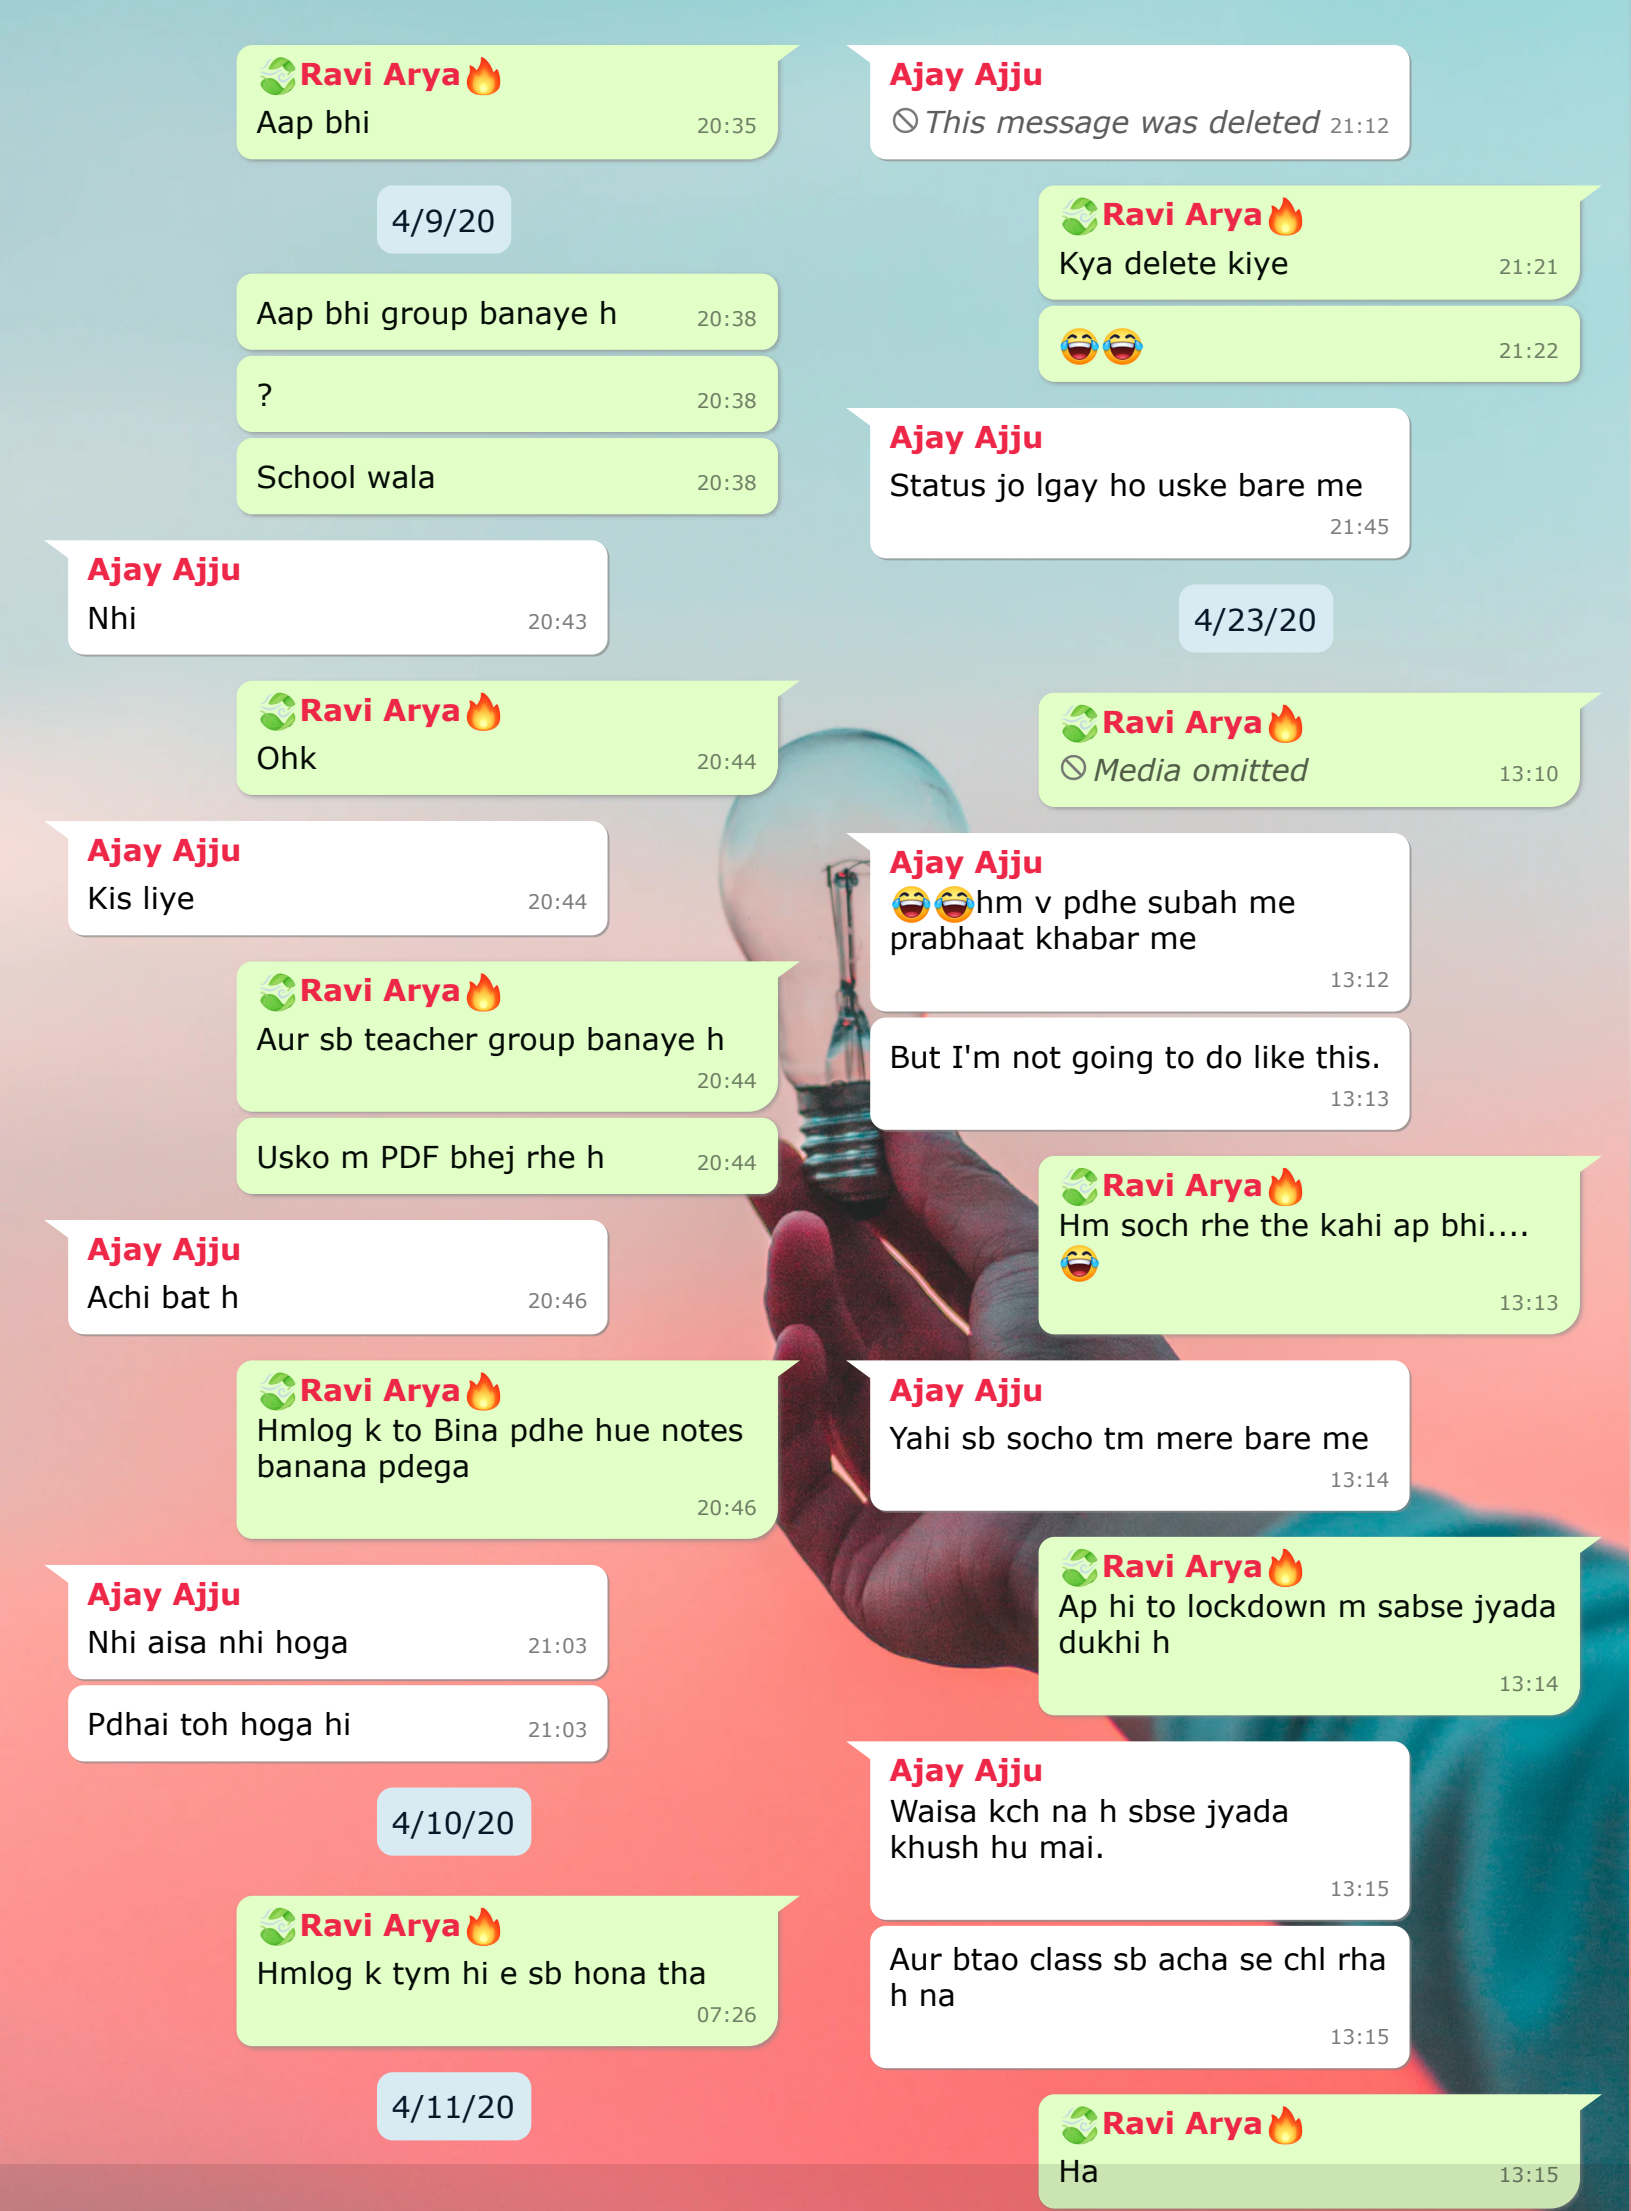 Ravi Arya🔥
Aap bhi
20:35
4/9/20
Aap bhi group banaye h
20:38
?
20:38
School wala
20:38
Ajay Ajju
Nhi
20:43
Ravi Arya🔥
Ohk
20:44
Ajay Ajju
Kis liye
20:44
Ravi Arya🔥
Aur sb teacher group banaye h
20:44
Usko m PDF bhej rhe h
20:44
Ajay Ajju
Achi bat h
20:46
Ravi Arya🔥
Hmlog k to Bina pdhe hue notes
banana pdega
20:46
Ajay Ajju
Nhi aisa nhi hoga
21:03
Pdhai toh hoga hi
21:03
4/10/20
Ravi Arya🔥
Hmlog k tym hi e sb hona tha
07:26
4/11/20
Ajay Ajju
This message was deleted
21:12
Ravi Arya🔥
Kya delete kiye
21:21
😂😂
21:22
Ajay Ajju
Status jo lgay ho uske bare me
21:45
4/23/20
Ravi Arya🔥
Media omitted
13:10
Ajay Ajju
😂😂hm v pdhe subah me
prabhaat khabar me
13:12
But I'm not going to do like this.
13:13
Ravi Arya🔥
Hm soch rhe the kahi ap bhi....
😂
13:13
Ajay Ajju
Yahi sb socho tm mere bare me
13:14
Ravi Arya🔥
Ap hi to lockdown m sabse jyada
dukhi h
13:14
Ajay Ajju
Waisa kch na h sbse jyada
khush hu mai.
13:15
Aur btao class sb acha se chl rha
h na
13:15
Ravi Arya🔥
Ha
13:15